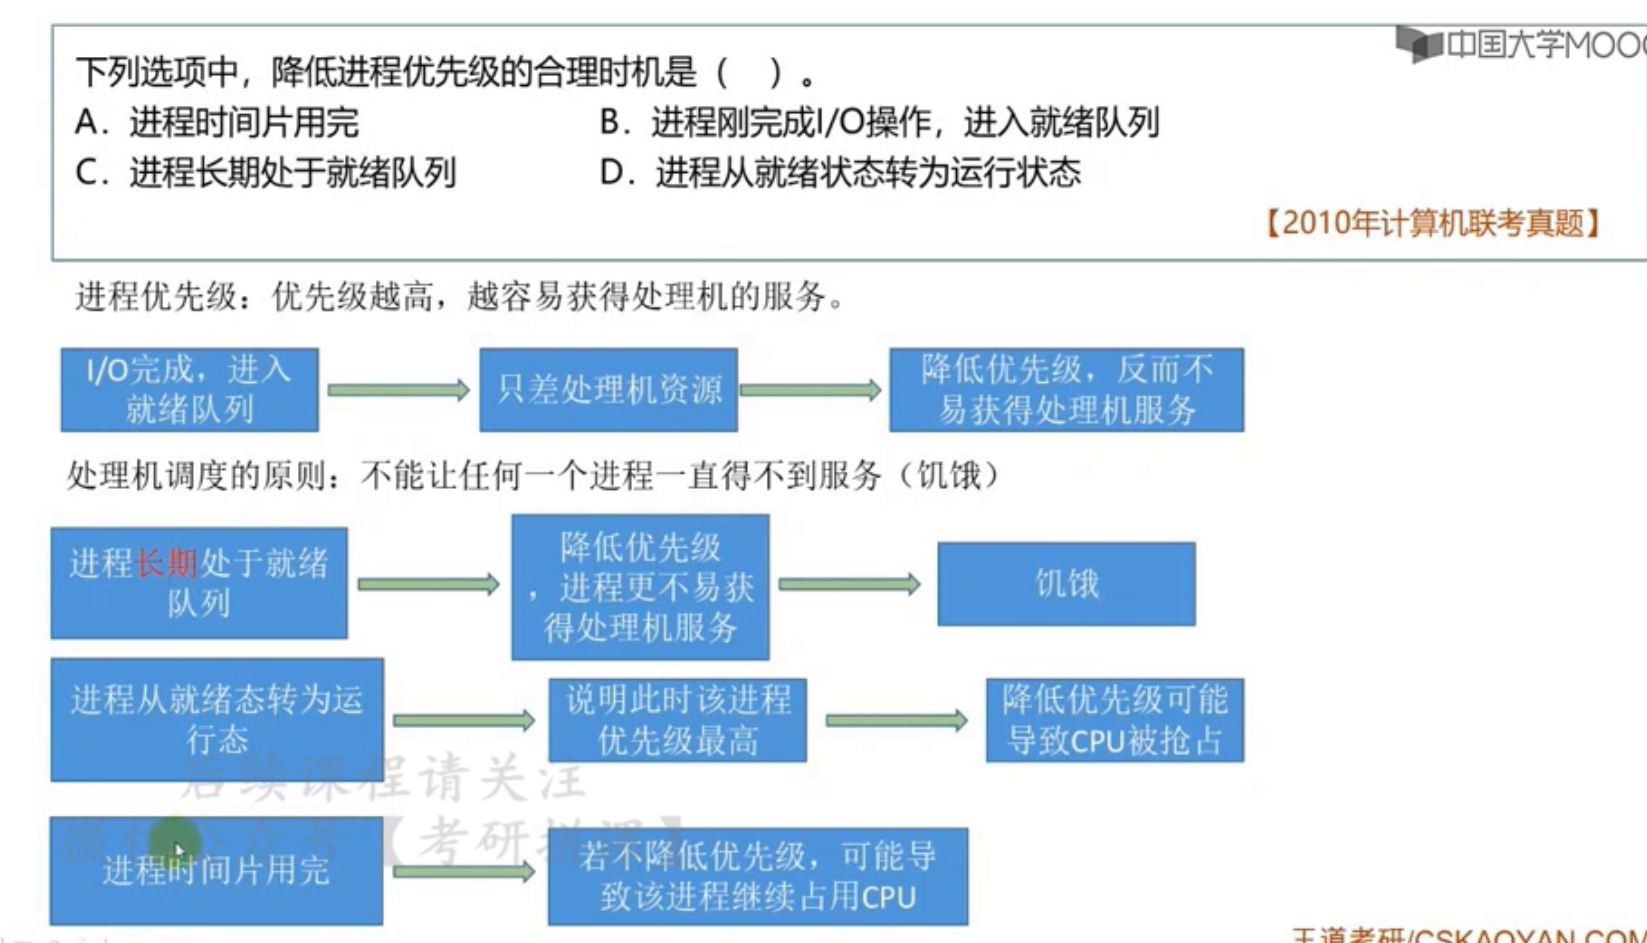 中国大学MOOC
下列选项中，降低进程优先级的合理时机是（ ）。
A．进程时间片用完
B．进程刚完成I/O操作，进入就绪队列
C．进程长期处于就绪队列
D．进程从就绪状态转为运行状态
【2010年计算机联考真题】
进程优先级：优先级越高，越容易获得处理机的服务。
I/O完成，进入
就绪队列
只差处理机资源
降低优先级，反而不
易获得处理机服务
处理机调度的原则：不能让任何一个进程一直得不到服务（饥饿）
进程长期处于就绪
队列
降低优先级
，进程更不易获
得处理机服务
饥饿
进程从就绪态转为运
行态
说明此时该进程
优先级最高
降低优先级可能
导致CPU被抢占
后续课程请关注
微信公众号【考研拼课】
进程时间片用完
若不降低优先级，可能导
致该进程继续占用CPU
王道考研/CSKAOYAN.COM